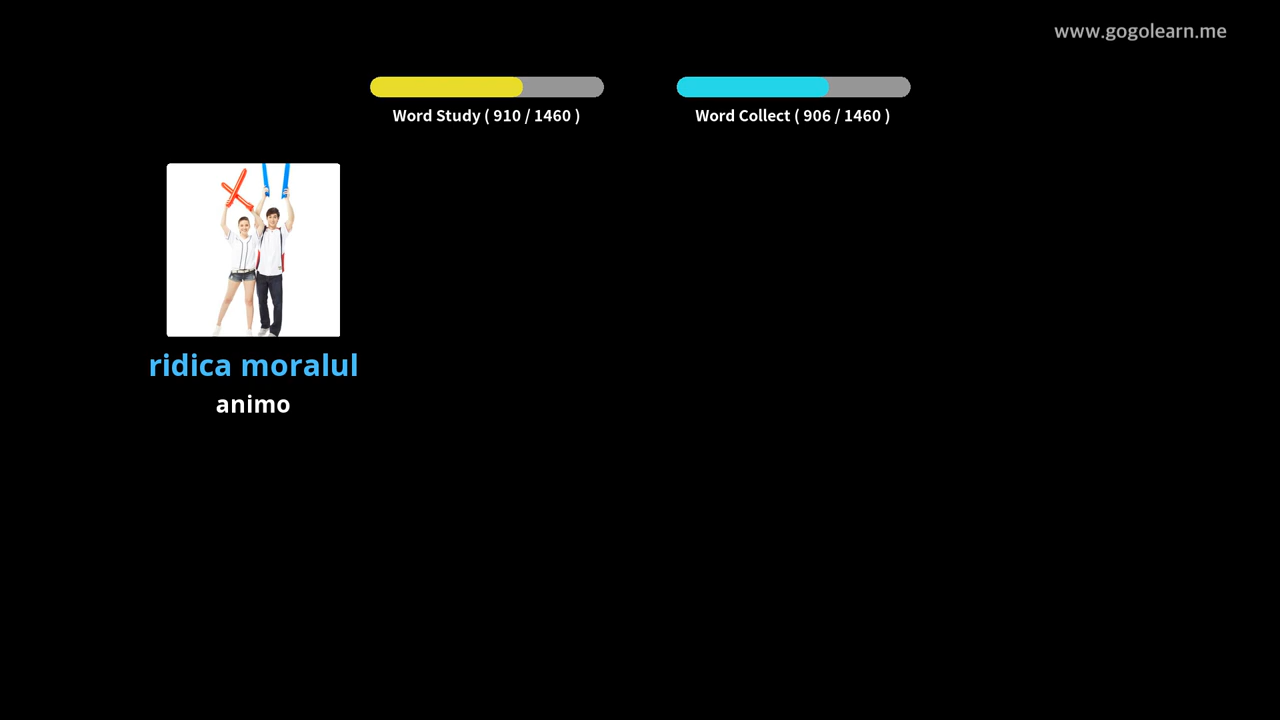 www.gogolearn.me
Word Study ( 910 / 1460 )
Word Collect ( 906 / 1460 )
ridica moralul
animo